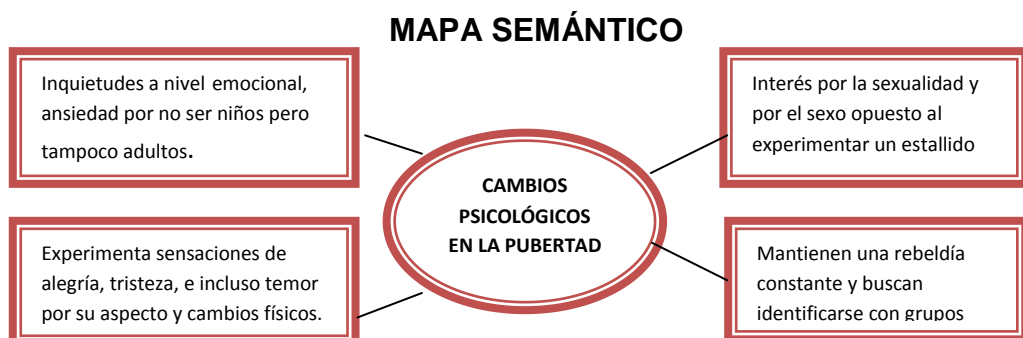 MAPA SEMÁNTICO
Inquietudes a nivel emocional,
ansiedad por no ser niños pero
tampoco adultos.
Interés por la sexualidad y
por el sexo opuesto al
experimentar un estallido
CAMBIOS
PSICOLÓGICOS
EN LA PUBERTAD
Experimenta sensaciones de
alegría, tristeza, e incluso temor
por su aspecto y cambios físicos.
Mantienen una rebeldía
constante y buscan
identificarse con grupos